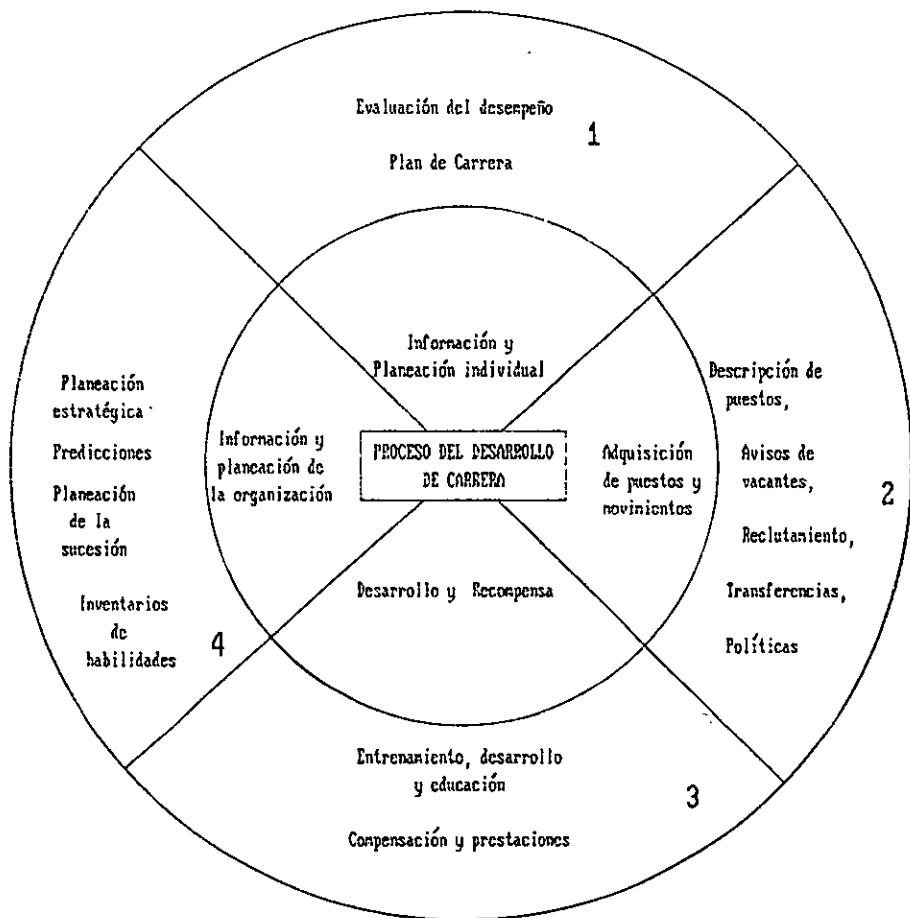 Evaluación del desempeño
1
Plan de Carrera
Información y
Planeación individual
Descripción de
puestos,
Avisos de
vacantes,
2
Reclutamiento,
Transferencias,
Políticas
Adquisición
de puestos y
movimientos
PROCESO DEL DESARROLLO
DE CARRERA
Información y
planeación de
la organización
Planeación
estratégica
Predicciones
Planeación
de la
sucesión
Inventarios
de
habilidades
4
Desarrollo y Recompensa
Entrenamiento, desarrollo
y educación
3
Compensación y prestaciones